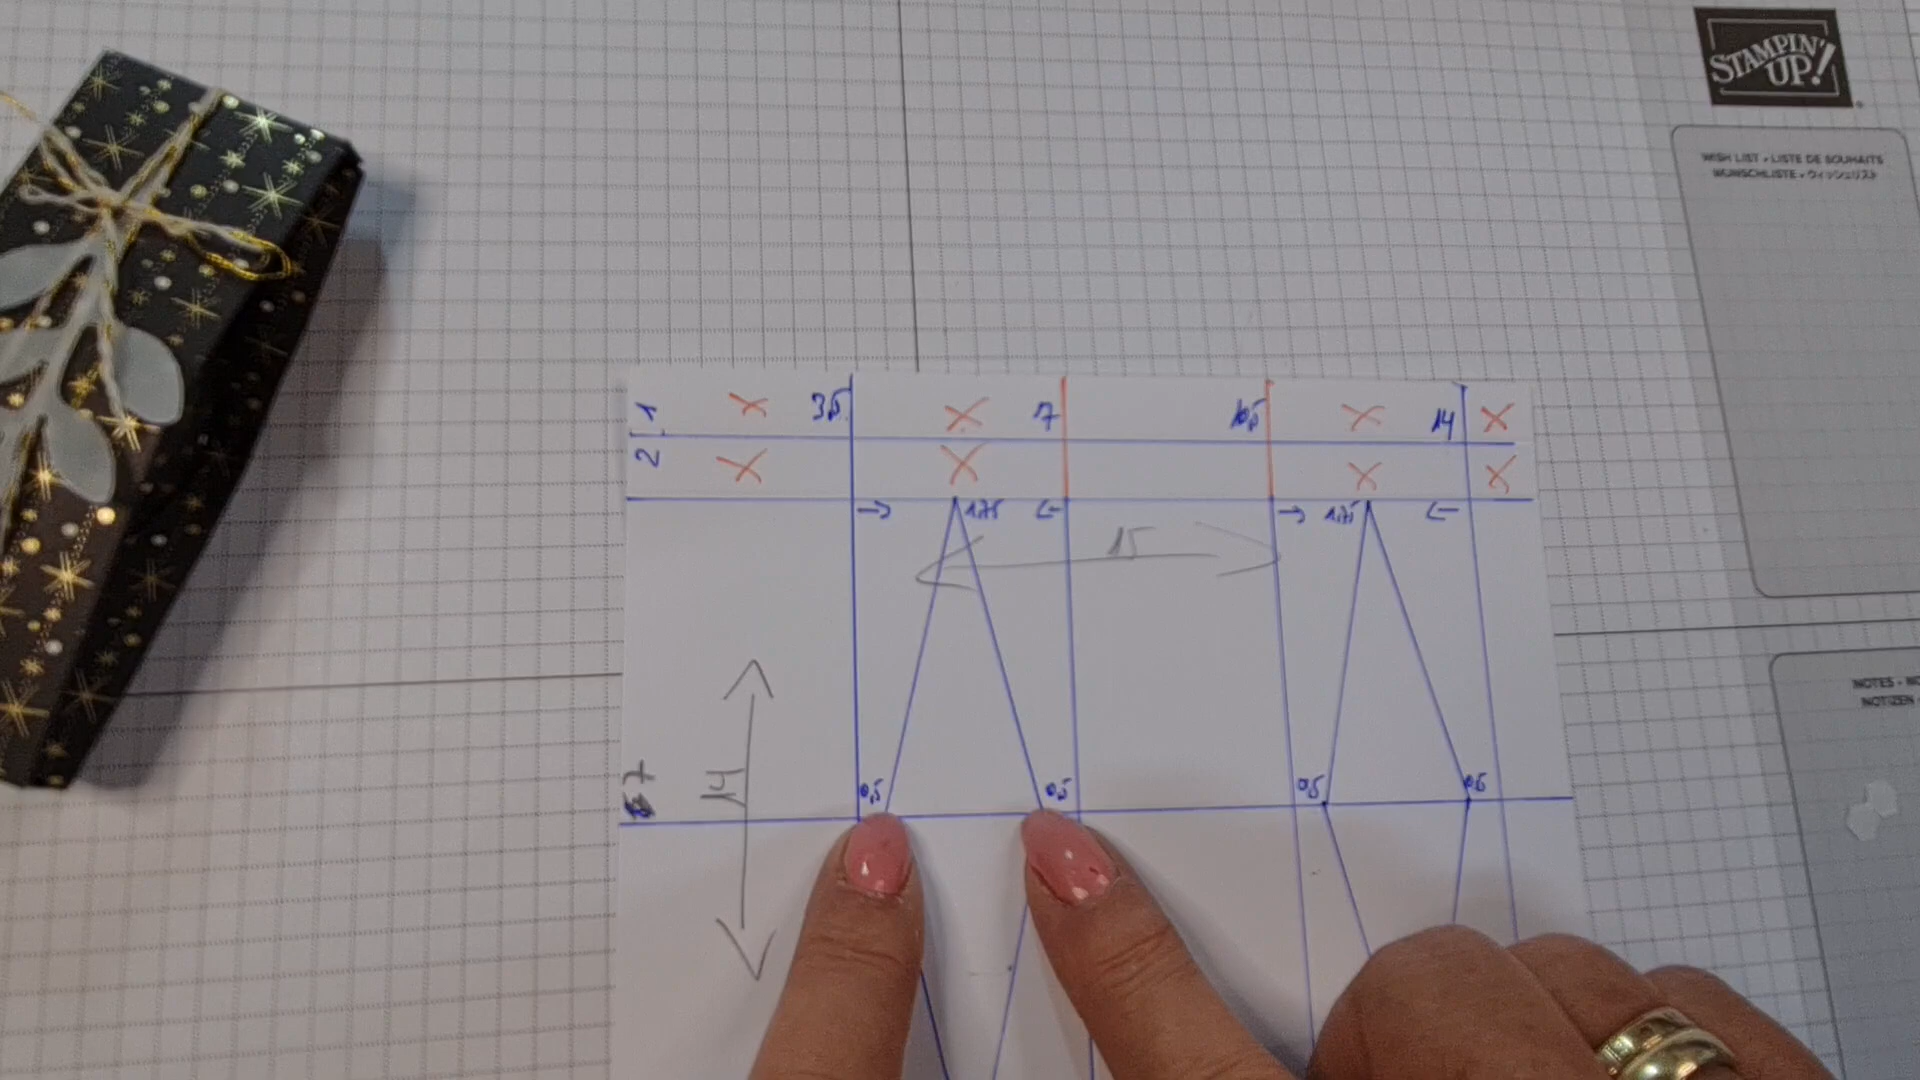 STAMPIN' UP!®
WISH LIST • LISTE DE SOUHAITS
WUNSCHLISTE • ウィッシュリスト
1 3,5 7 10,5 14
2
1,75 1,75
15
14
7
0,5 0,5 0,5 0,5
NOTES
NOTIZEN